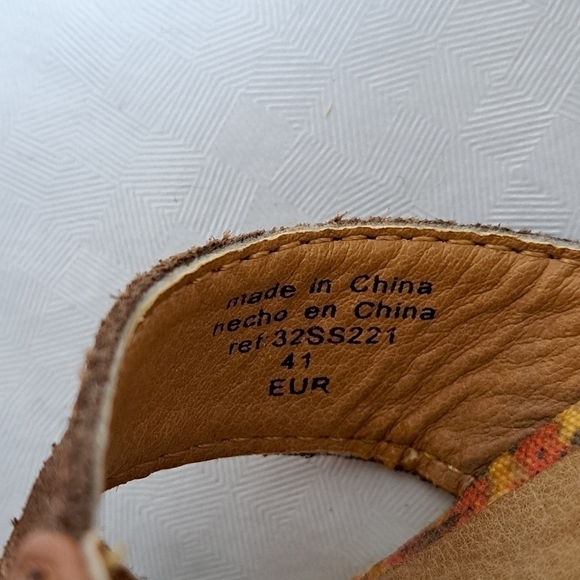 made in China
hecho en China
ref 32SS221
41
EUR